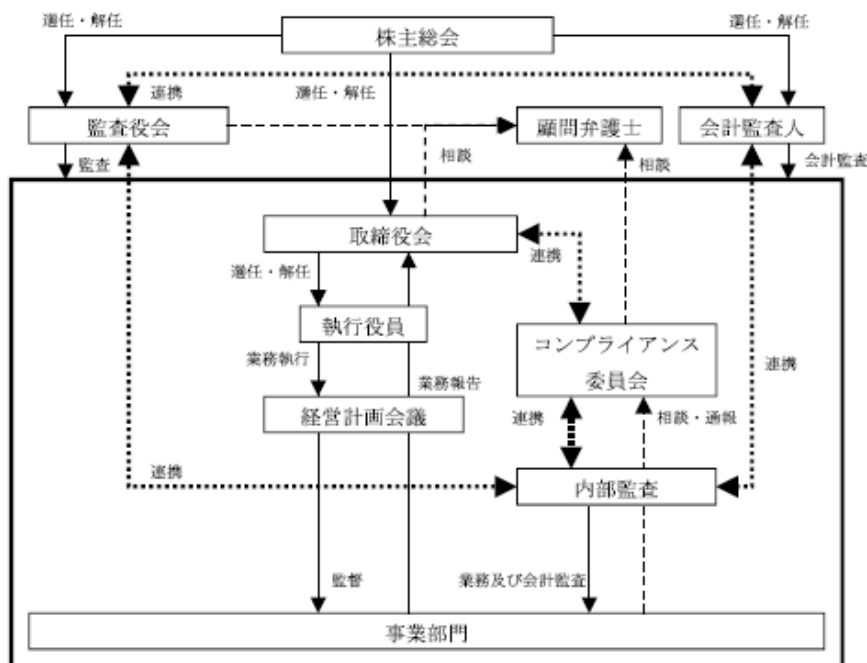 選任・解任
株主総会
選任・解任
連携
選任・解任
監査役会
顧問弁護士
会計監査人
監査
相談
相談
会計監査
取締役会
連携
選任・解任
執行役員
コンプライアンス
委員会
業務執行
業務報告
連携
経営計画会議
連携
相談・通報
連携
内部監査
監督
業務及び会計監査
事業部門